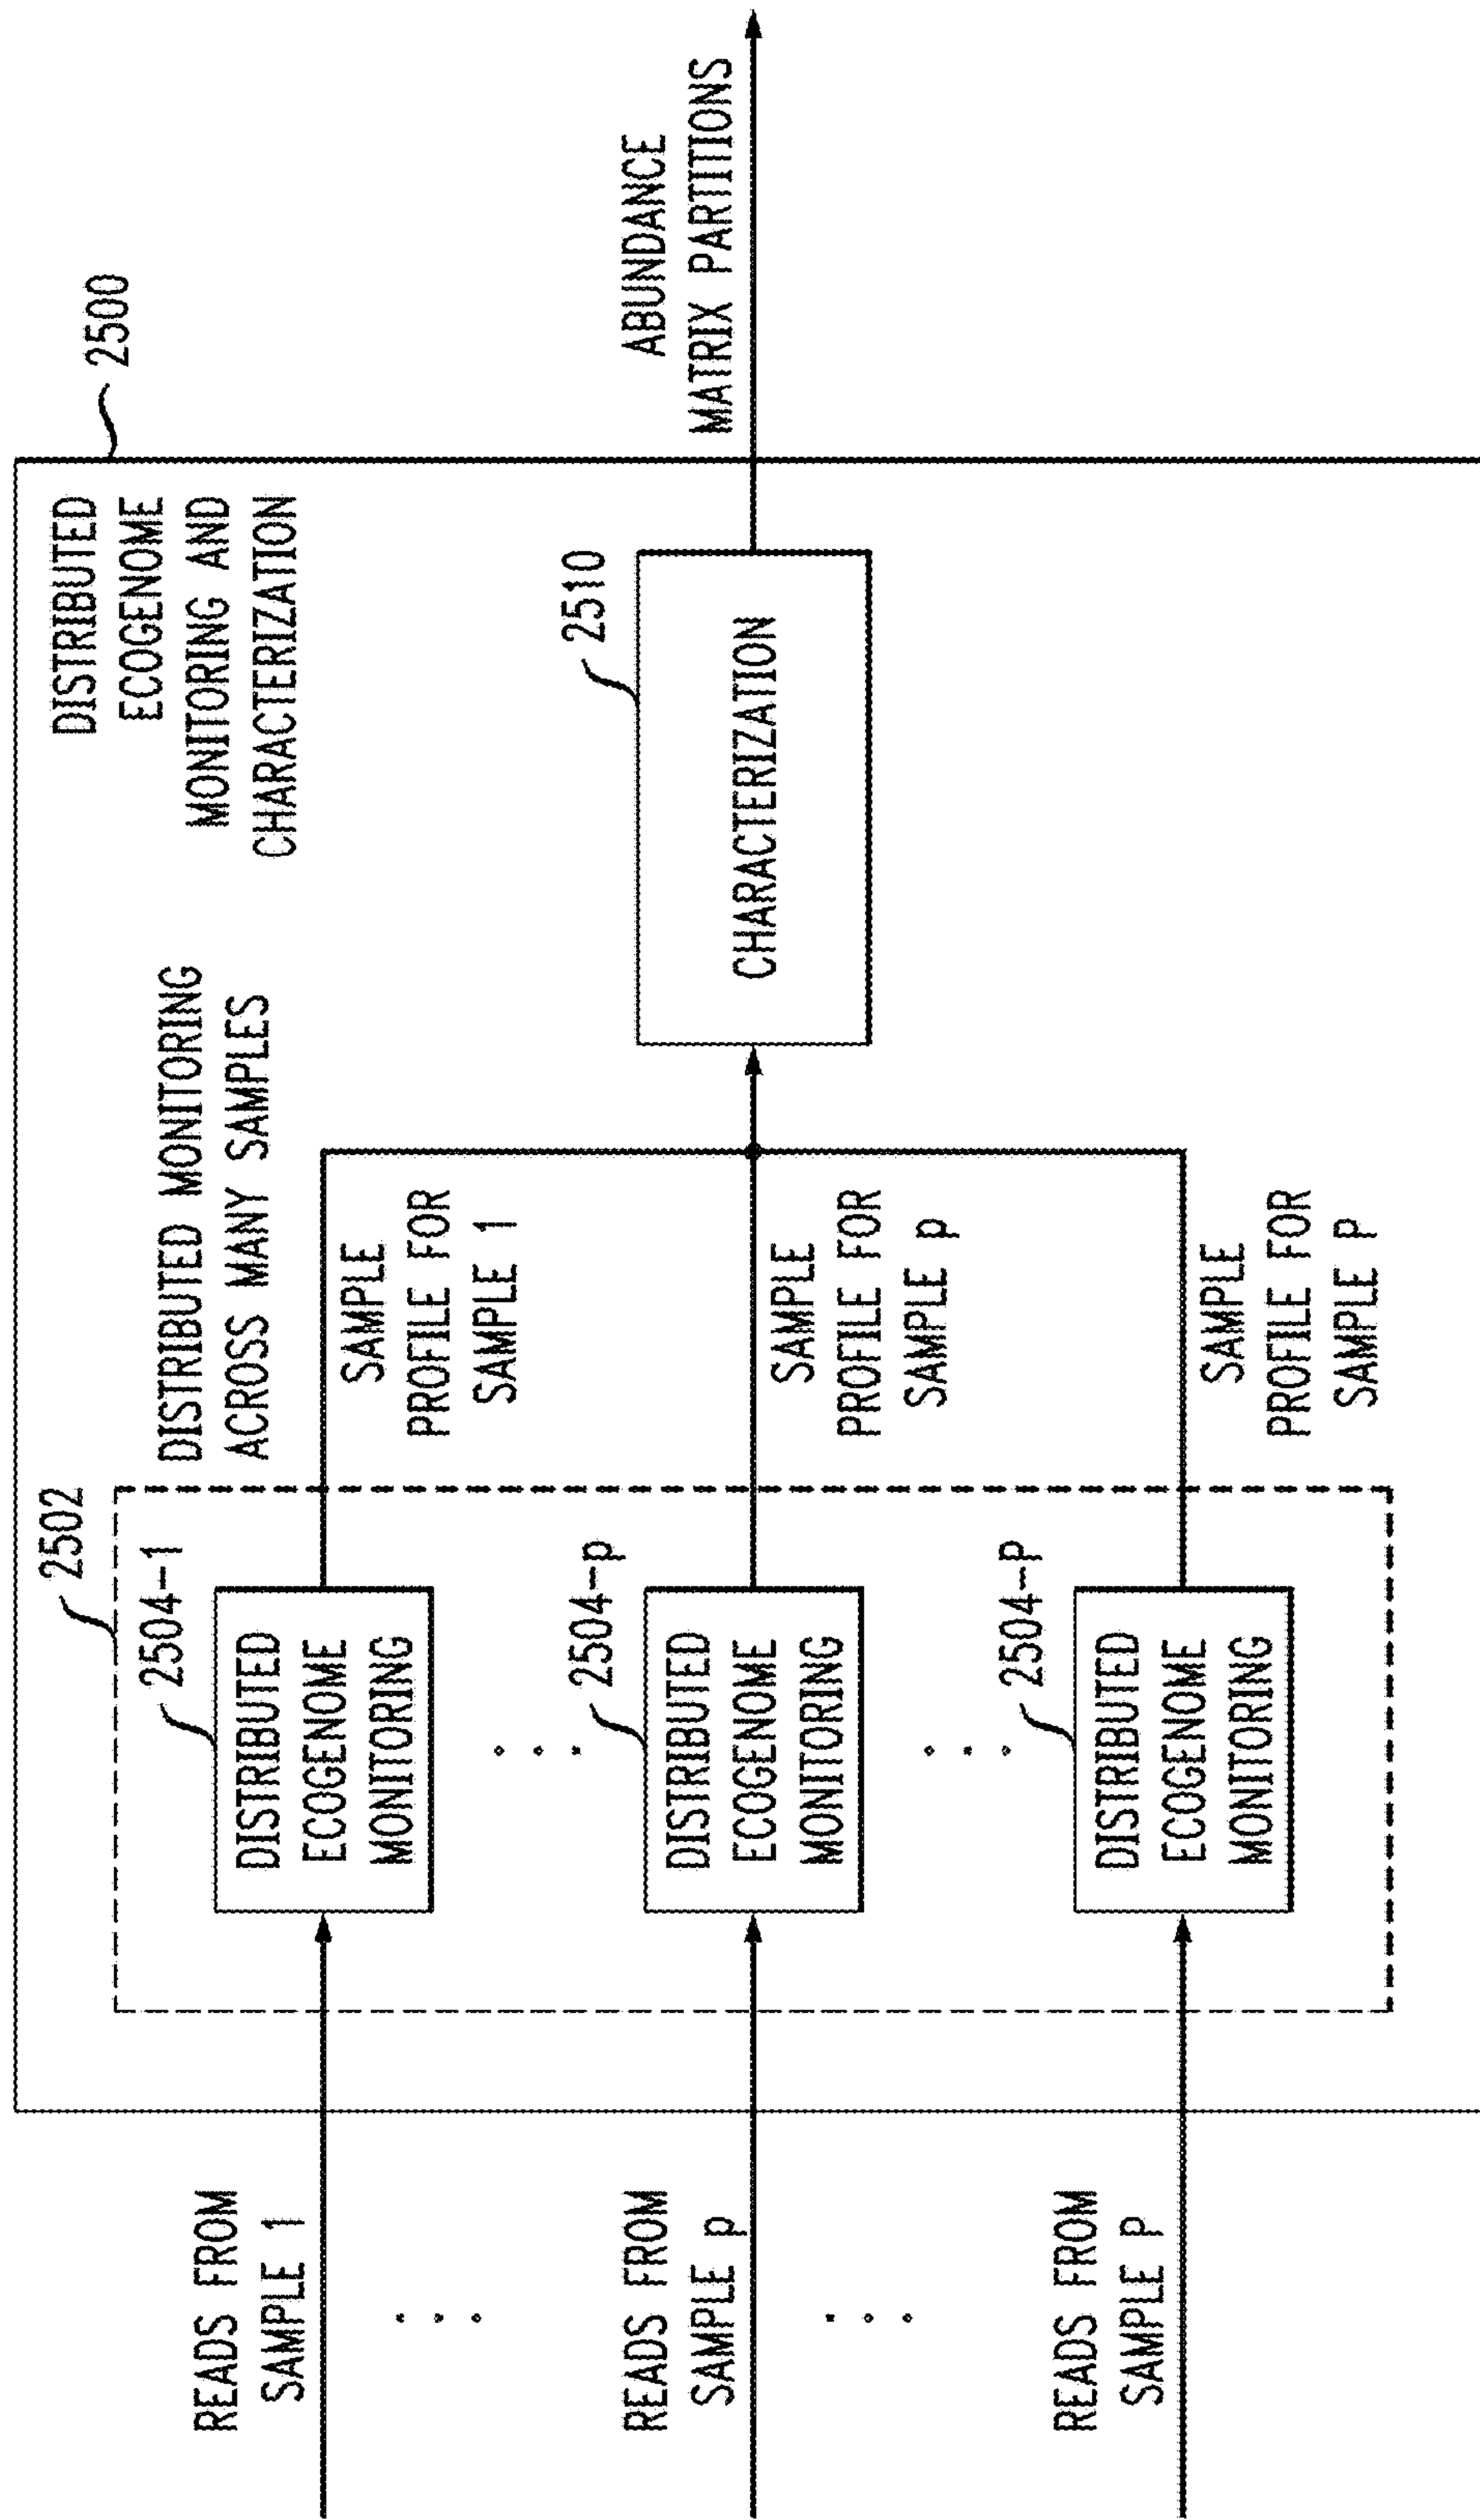 2500
DISTRIBUTED
ECOGENOME
MONITORING AND
CHARACTERIZATION
2502
DISTRIBUTED MONITORING
ACROSS MANY SAMPLES
READS FROM
SAMPLE 1
2504-1
DISTRIBUTED
ECOGENOME
MONITORING
SAMPLE
PROFILE FOR
SAMPLE 1
READS FROM
SAMPLE p
2504-p
DISTRIBUTED
ECOGENOME
MONITORING
SAMPLE
PROFILE FOR
SAMPLE p
2510
CHARACTERIZATION
ABUNDANCE
MATRIX PARTITIONS
READS FROM
SAMPLE P
2504-P
DISTRIBUTED
ECOGENOME
MONITORING
SAMPLE
PROFILE FOR
SAMPLE P